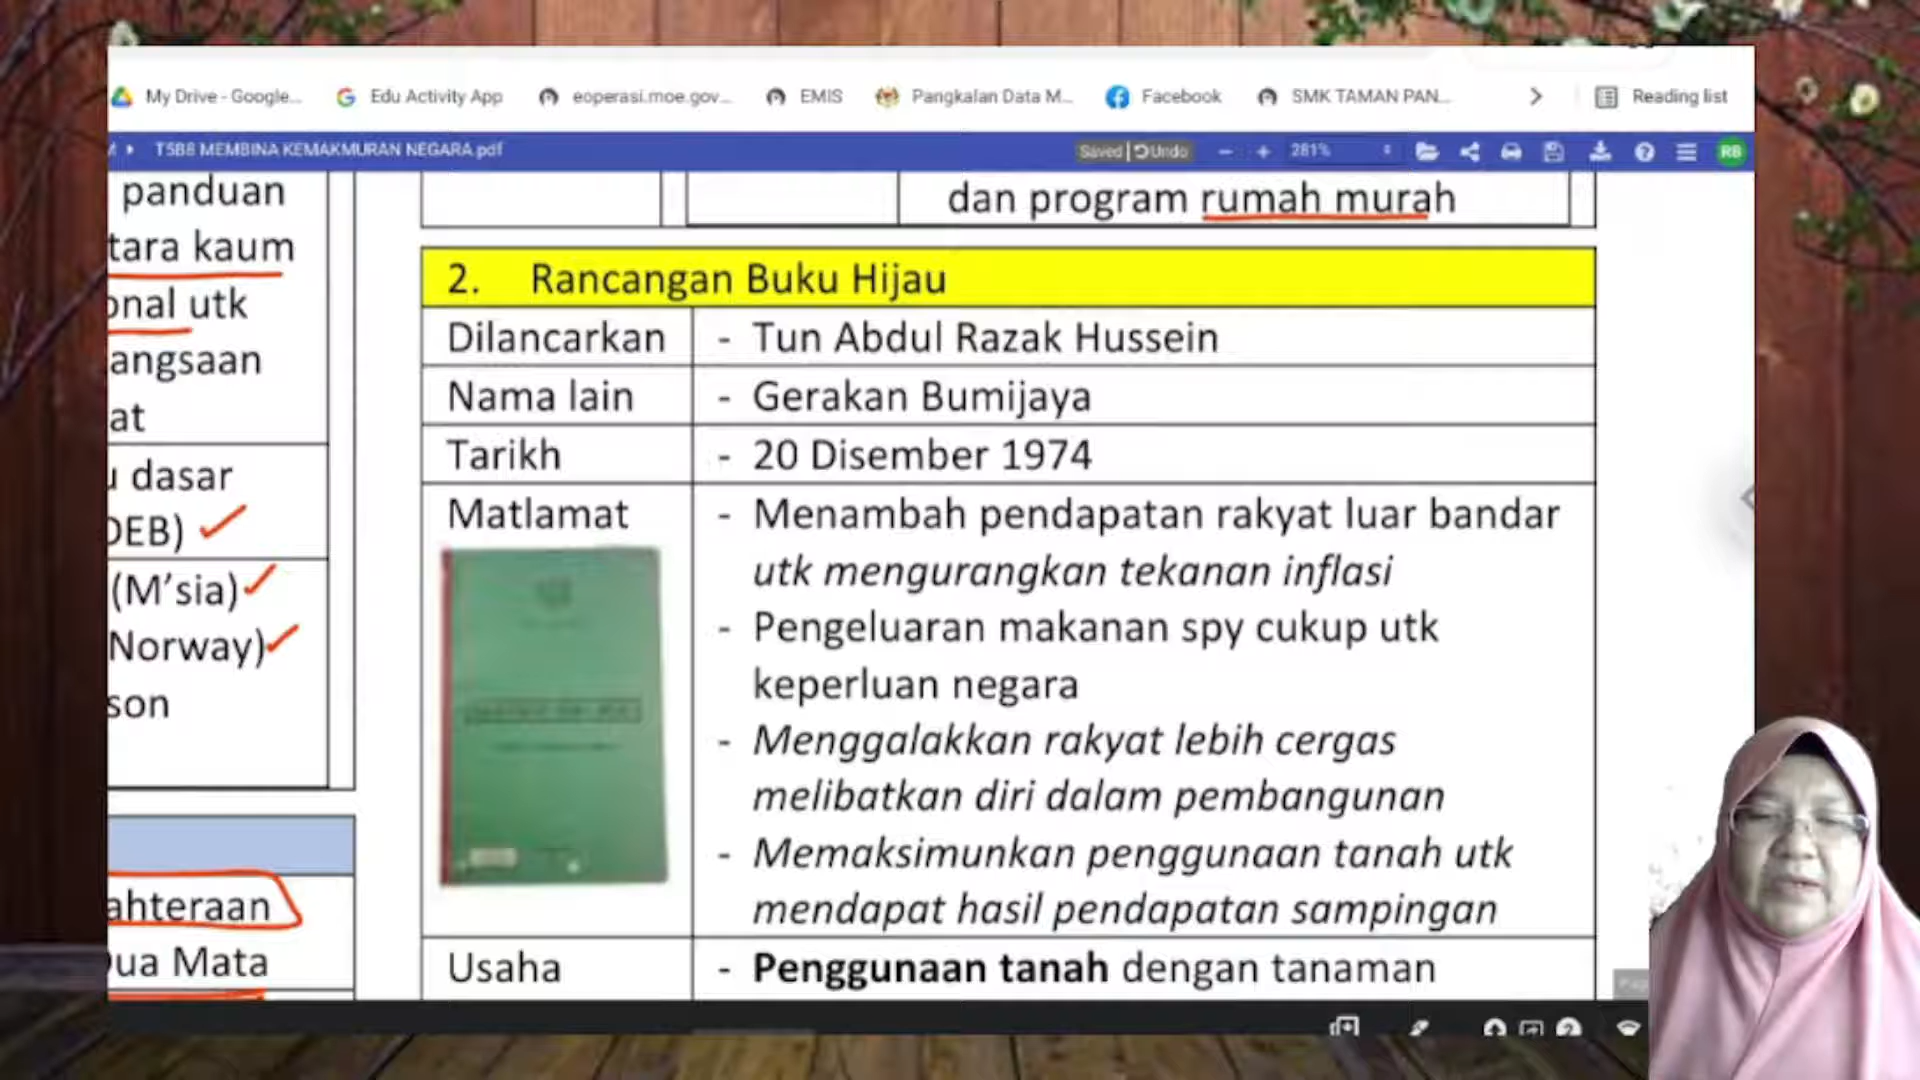 My Drive - Google...
Edu Activity App
eoperasi.moe.gov...
EMIS
Pangkalan Data M...
Facebook
SMK TAMAN PAN...
Reading list
T5B8 MEMBINA KEMAKMURAN NEGARA.pdf
Saved
Undo
281%
RB
panduan
tara kaum
onal utk
angsaan
at
u dasar
DEB)
(M'sia)
Norway)
son
ahteraan
Dua Mata
dan program rumah murah
2. Rancangan Buku Hijau
Dilancarkan - Tun Abdul Razak Hussein
Nama lain - Gerakan Bumijaya
Tarikh - 20 Disember 1974
Matlamat - Menambah pendapatan rakyat luar bandar
utk mengurangkan tekanan inflasi
- Pengeluaran makanan spy cukup utk
keperluan negara
- Menggalakkan rakyat lebih cergas
melibatkan diri dalam pembangunan
- Memaksimunkan penggunaan tanah utk
mendapat hasil pendapatan sampingan
Usaha - Penggunaan tanah dengan tanaman